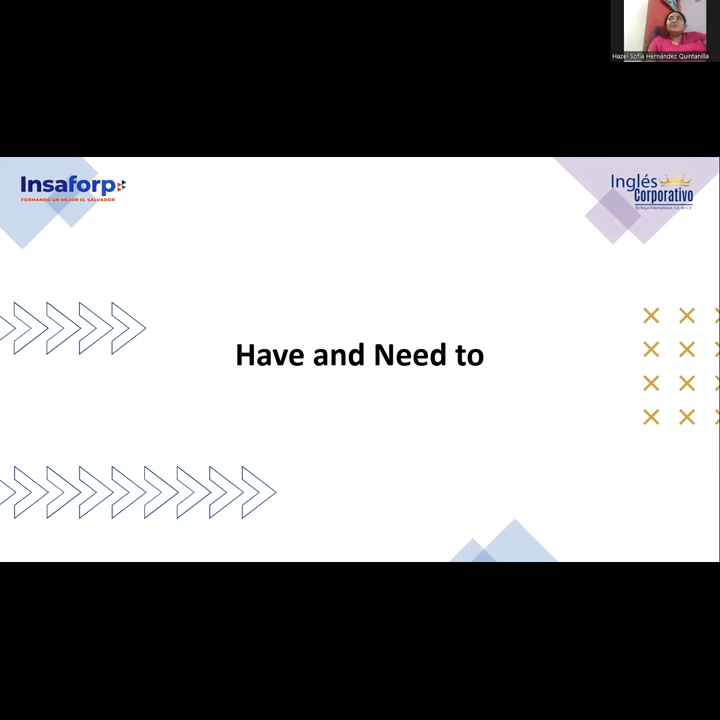 Hazel Sofía Hernández Quintanilla
Insaforp
FORMANDO UN MEJOR EL SALVADOR
Inglés
Corporativo
Have and Need to